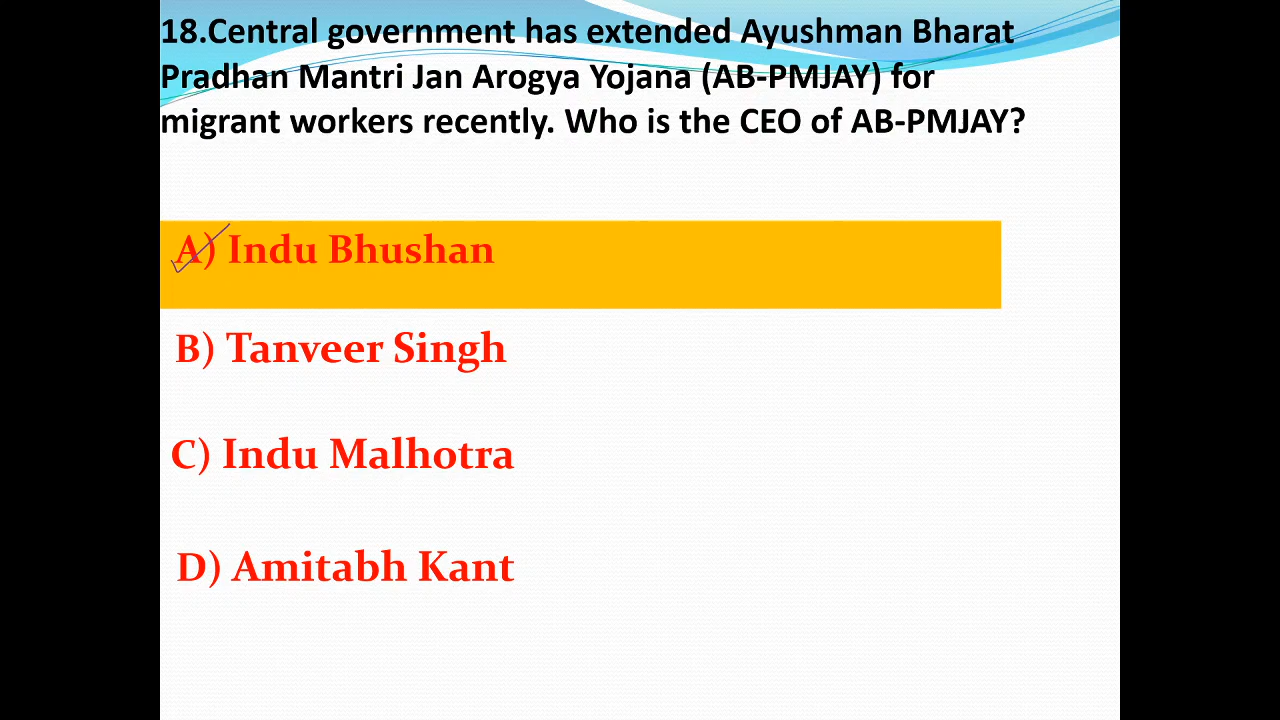 18.Central government has extended Ayushman Bharat
Pradhan Mantri Jan Arogya Yojana (AB-PMJAY) for
migrant workers recently. Who is the CEO of AB-PMJAY?
A) Indu Bhushan
B) Tanveer Singh
C) Indu Malhotra
D) Amitabh Kant